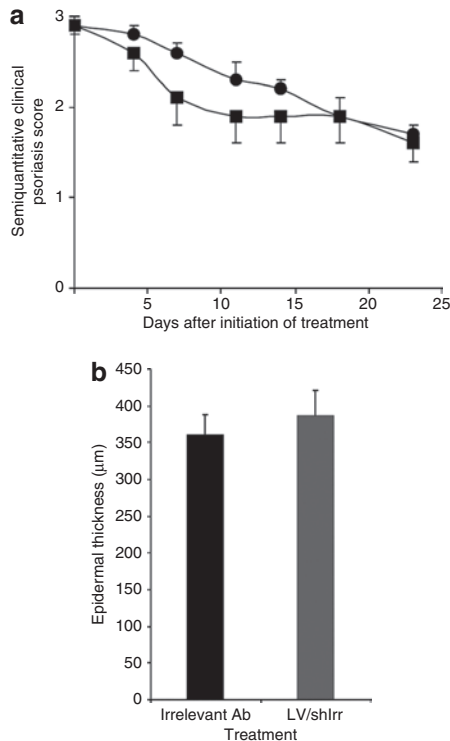 a
Semiquantitative clinical
psoriasis score
3
2
1
0
5
10
15
20
25
Days after initiation of treatment
b
Epidermal thickness (μm)
450
400
350
300
250
200
150
100
50
0
Irrelevant Ab
LV/shIrr
Treatment